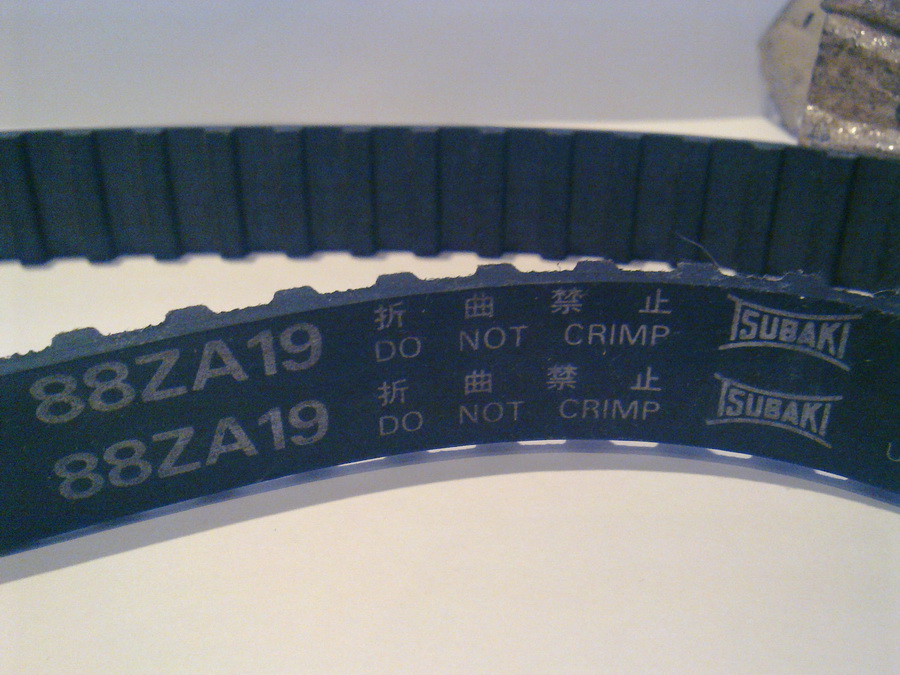 88ZA19 折 曲 禁 止 TSUBAKI
DO NOT CRIMP
88ZA19 折 曲 禁 止 TSUBAKI
DO NOT CRIMP